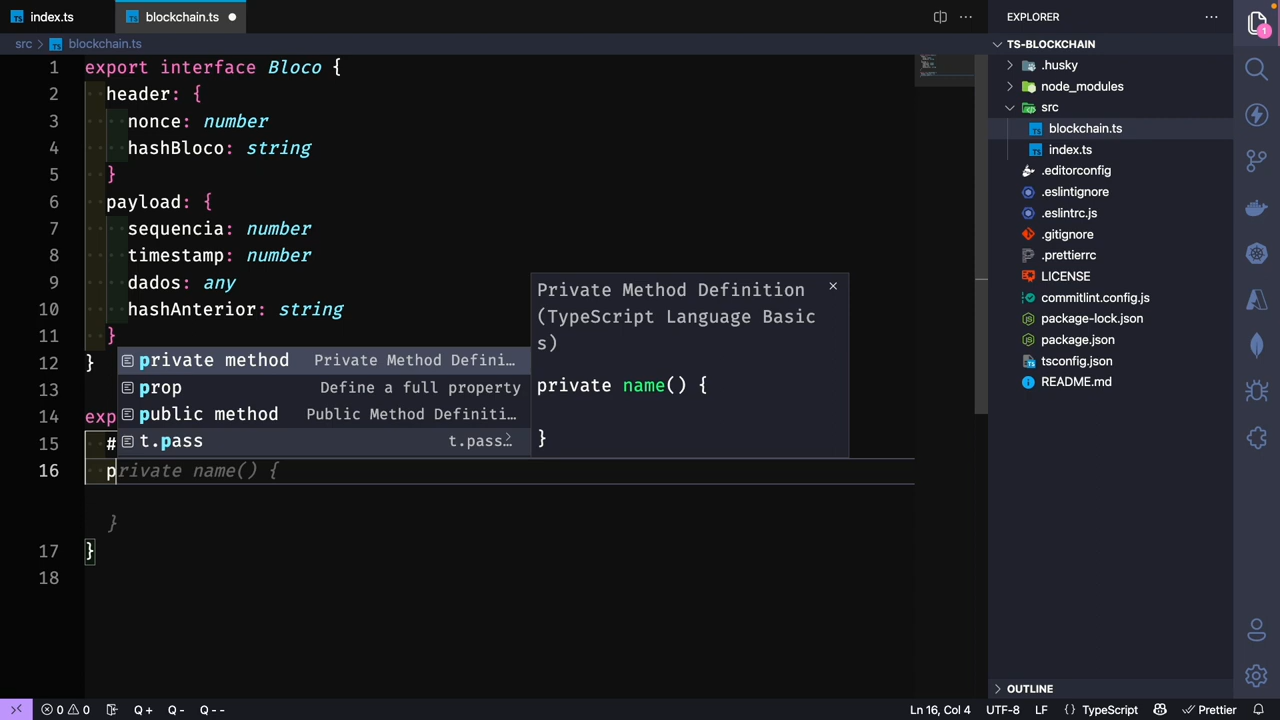 index.ts
blockchain.ts
EXPLORER
src
blockchain.ts
TS-BLOCKCHAIN
1 export interface Bloco {
2 header: {
3 nonce: number
4 hashBloco: string
5 }
6 payload: {
7 sequencia: number
8 timestamp: number
9 dados: any
10 hashAnterior: string
11 }
12 }
13
14 exp
15 #
16 private name() {
}
17 }
18
private method Private Method Defini…
prop Define a full property
public method Public Method Definiti…
t.pass t.pass…
Private Method Definition
(TypeScript Language Basic
s)
private name() {
}
.husky
node_modules
src
blockchain.ts
index.ts
.editorconfig
.eslintignore
.eslintrc.js
.gitignore
.prettierrc
LICENSE
commitlint.config.js
package-lock.json
package.json
tsconfig.json
README.md
1
OUTLINE
0 0 Q+ Q- Q-- Ln 16, Col 4 UTF-8 LF {} TypeScript Prettier